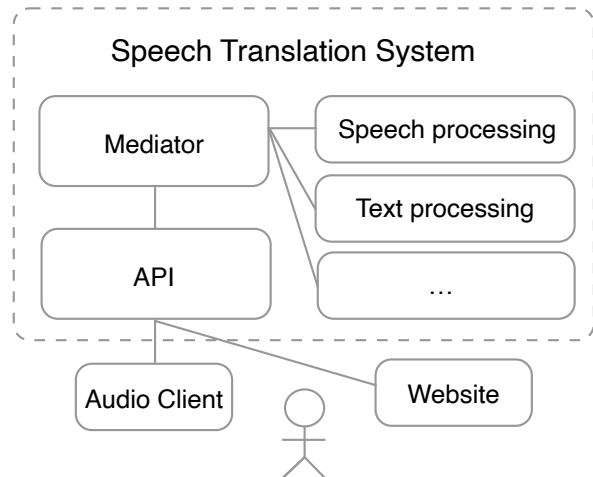 Speech Translation System
Mediator
Speech processing
Text processing
API
…
Audio Client
Website